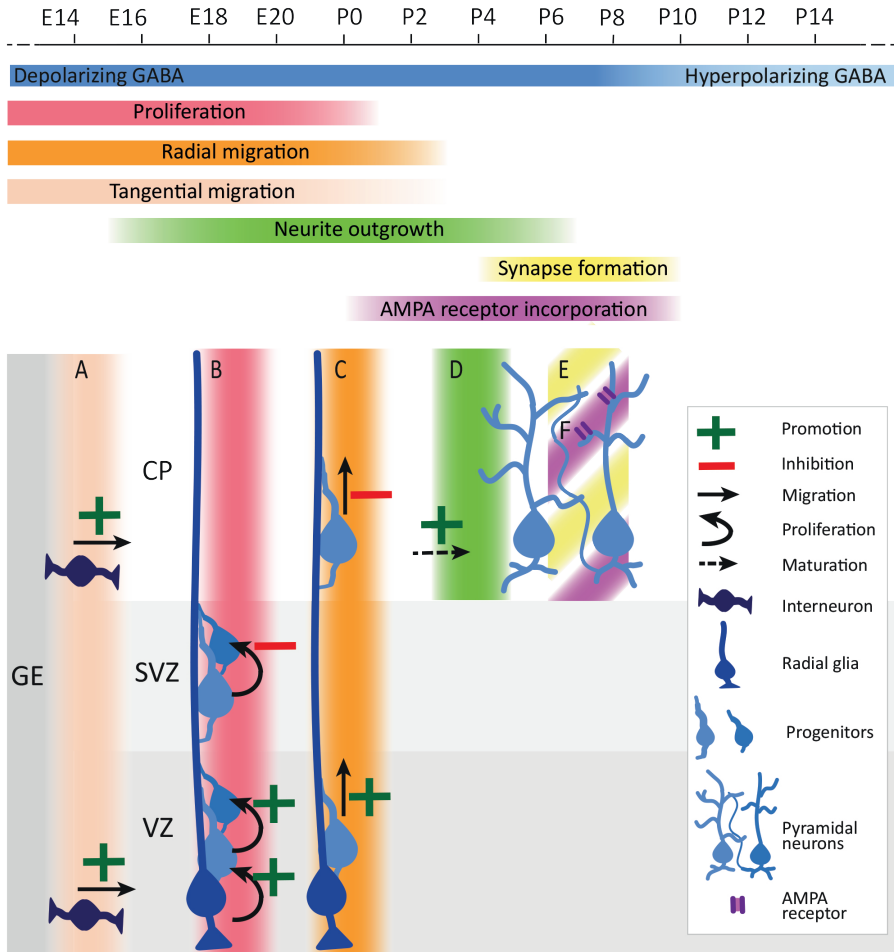 E14 E16 E18 E20 P0 P2 P4 P6 P8 P10 P12 P14
Depolarizing GABA Hyperpolarizing GABA
Proliferation
Radial migration
Tangential migration
Neurite outgrowth
Synapse formation
AMPA receptor incorporation
A B C D E
F
CP
GE SVZ
VZ
Promotion
Inhibition
Migration
Proliferation
Maturation
Interneuron
Radial glia
Progenitors
Pyramidal
neurons
AMPA
receptor